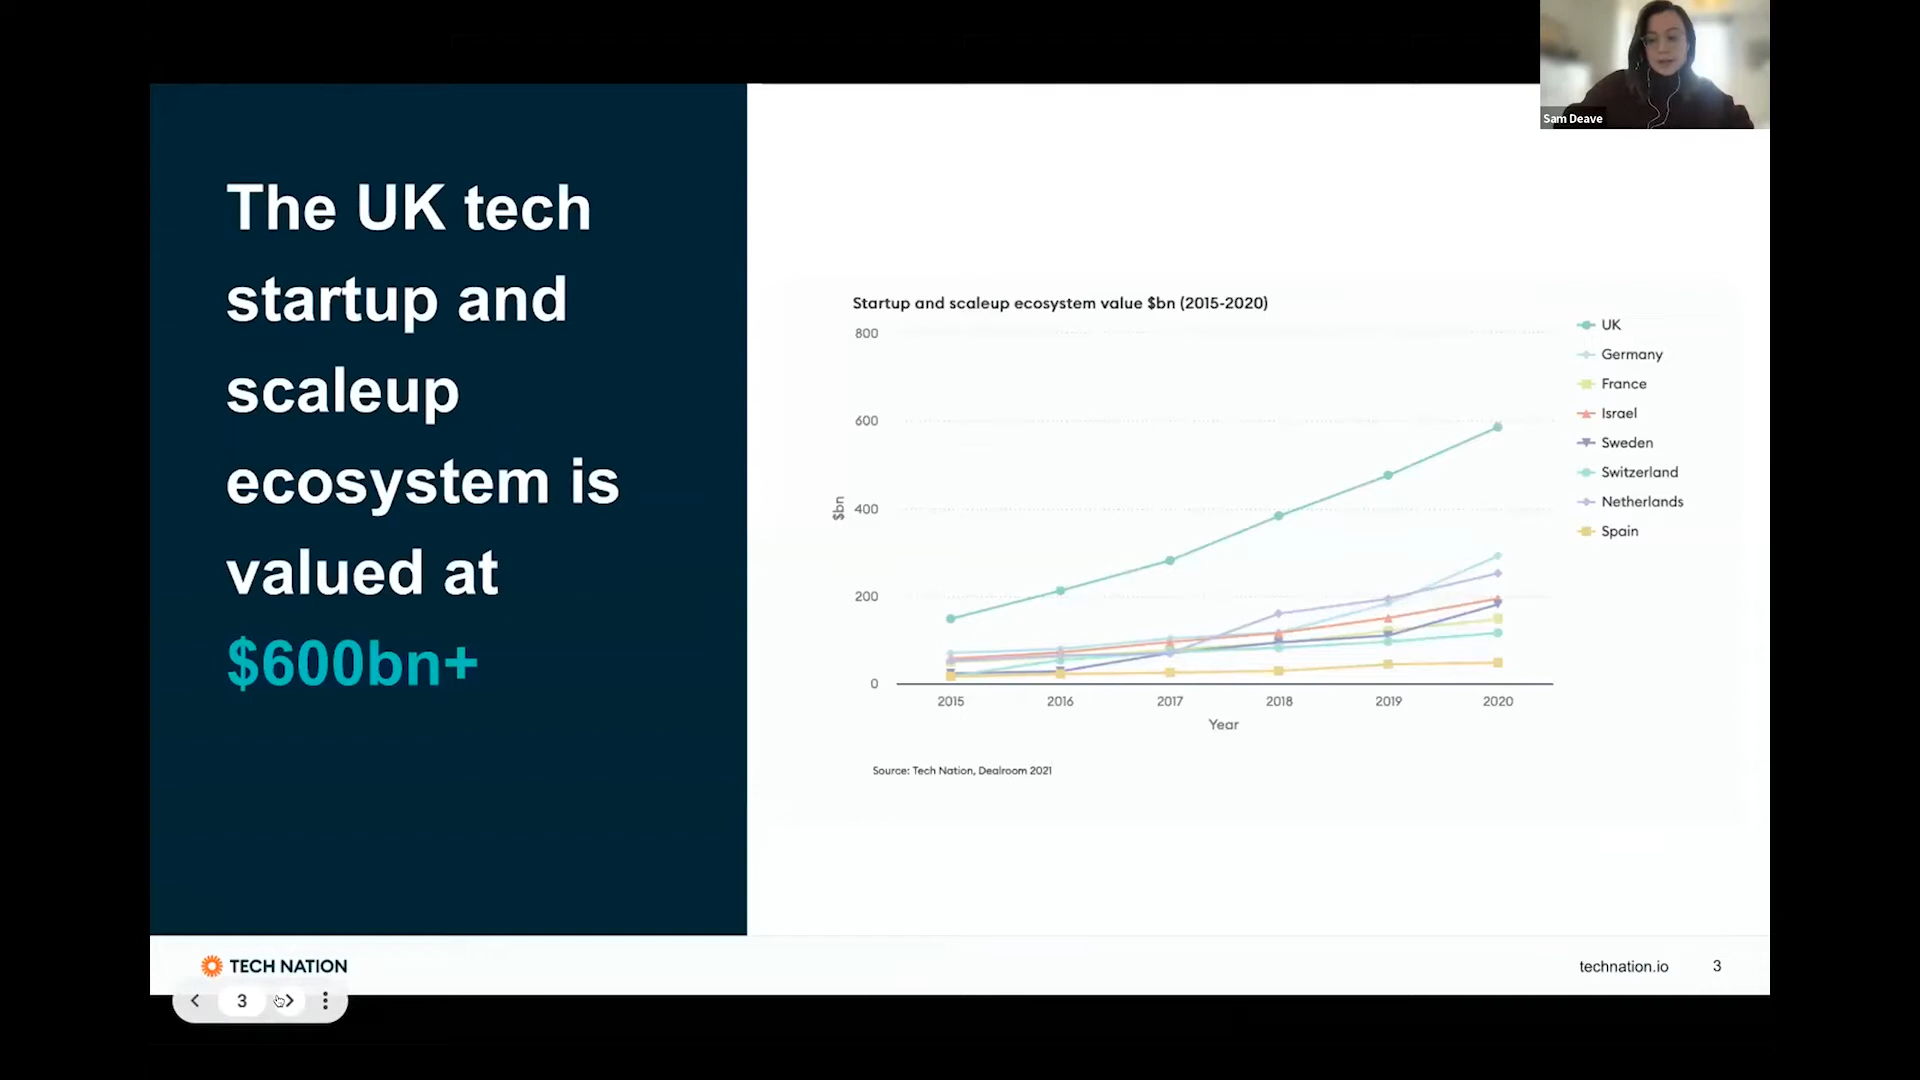 Sam Deave
The UK tech
startup and
scaleup
ecosystem is
valued at
$600bn+
Startup and scaleup ecosystem value $bn (2015-2020)
800
600
400
200
0
$bn
2015 2016 2017 2018 2019 2020
Year
UK
Germany
France
Israel
Sweden
Switzerland
Netherlands
Spain
Source: Tech Nation, Dealroom 2021
TECH NATION
technation.io 3
3